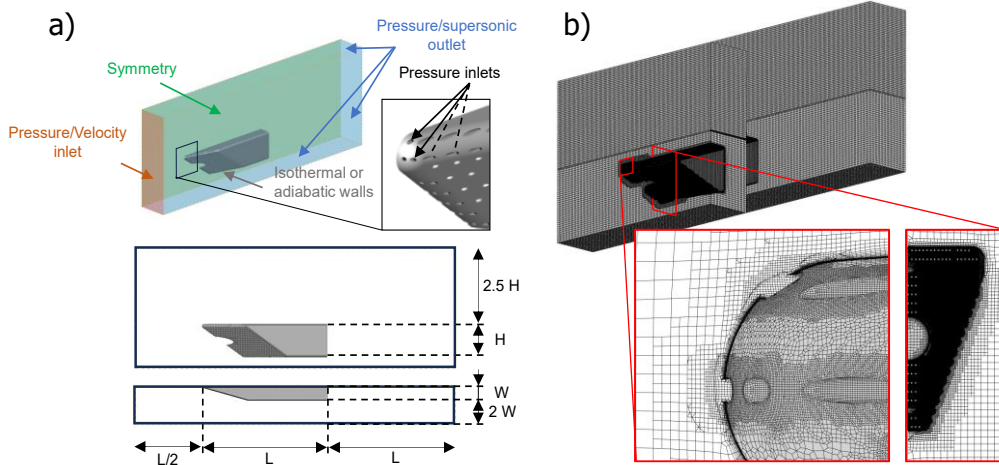 a)
Pressure/supersonic
outlet
Symmetry
Pressure inlets
Pressure/Velocity
inlet
Isothermal or
adiabatic walls
2.5 H
H
W
2 W
L/2
L
L
b)